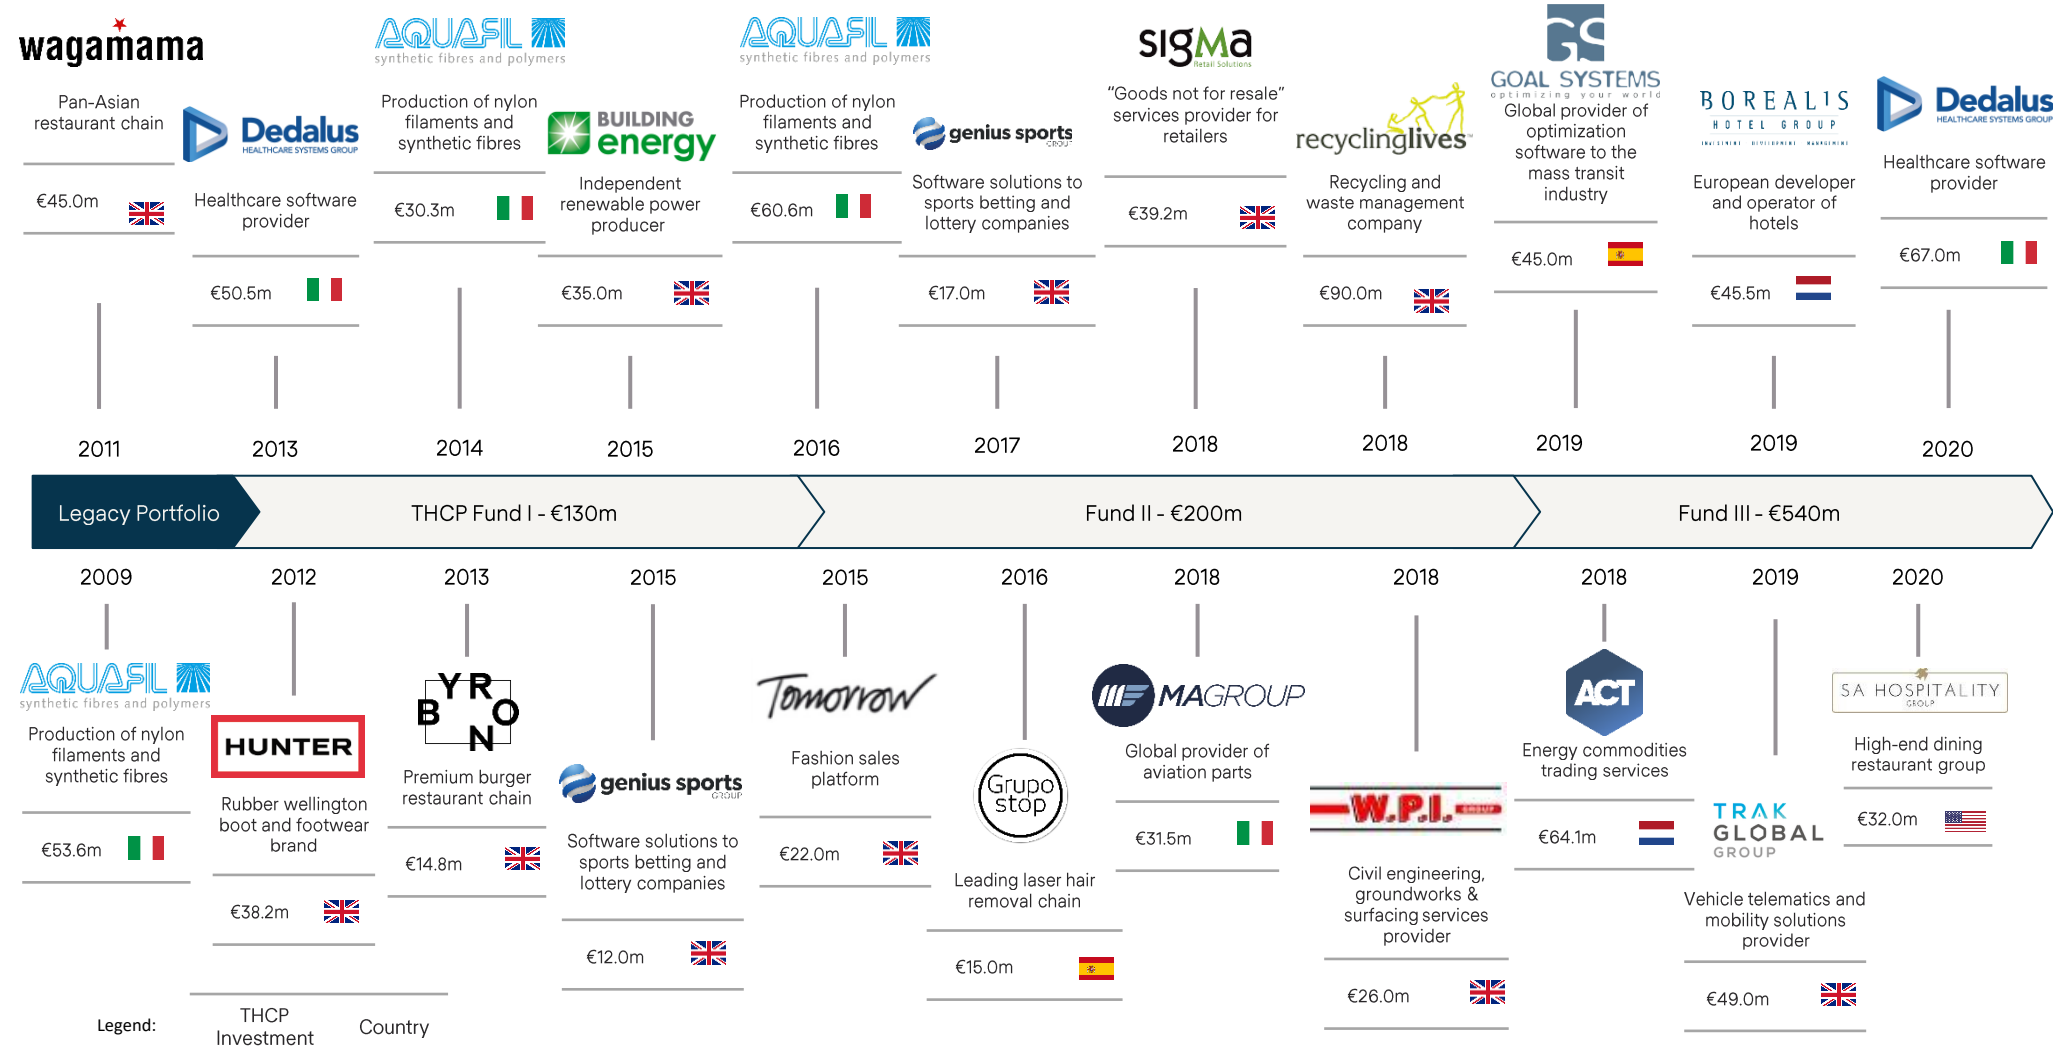 wagamama
Pan-Asian
restaurant chain
€45.0m
2011
Dedalus
HEALTHCARE SYSTEMS GROUP
Healthcare software
provider
€50.5m
2013
AQUAFIL
synthetic fibres and polymers
Production of nylon
filaments and
synthetic fibres
€30.3m
2014
BUILDING
energy
Independent
renewable power
producer
€35.0m
2015
AQUAFIL
synthetic fibres and polymers
Production of nylon
filaments and
synthetic fibres
€60.6m
2016
genius sports
GROUP
Software solutions to
sports betting and
lottery companies
€17.0m
2017
sigma
Retail Solutions
“Goods not for resale”
services provider for
retailers
€39.2m
2018
recyclinglives
Recycling and
waste management
company
€90.0m
2018
GS
GOAL SYSTEMS
optimizing your world
Global provider of
optimization
software to the
mass transit
industry
€45.0m
2019
BOREALIS
HOTEL GROUP
INVESTMENT DEVELOPMENT MANAGEMENT
European developer
and operator of
hotels
€45.5m
2019
Dedalus
HEALTHCARE SYSTEMS GROUP
Healthcare software
provider
€67.0m
2020
Legacy Portfolio
THCP Fund I - €130m
Fund II - €200m
Fund III - €540m
2009
AQUAFIL
synthetic fibres and polymers
Production of nylon
filaments and
synthetic fibres
€53.6m
2012
HUNTER
Rubber wellington
boot and footwear
brand
€38.2m
2013
BYRON
Premium burger
restaurant chain
€14.8m
2015
genius sports
GROUP
Software solutions to
sports betting and
lottery companies
€12.0m
2015
Tomorrow
Fashion sales
platform
€22.0m
2016
Grupo
stop
Leading laser hair
removal chain
€15.0m
2018
MAGROUP
Global provider of
aviation parts
€31.5m
2018
W.P.I. GROUP
Civil engineering,
groundworks &
surfacing services
provider
€26.0m
2018
ACT
Energy commodities
trading services
€64.1m
2019
TRAK
GLOBAL
GROUP
Vehicle telematics and
mobility solutions
provider
€49.0m
2020
SA HOSPITALITY
GROUP
High-end dining
restaurant group
€32.0m
Legend:
THCP
Investment
Country